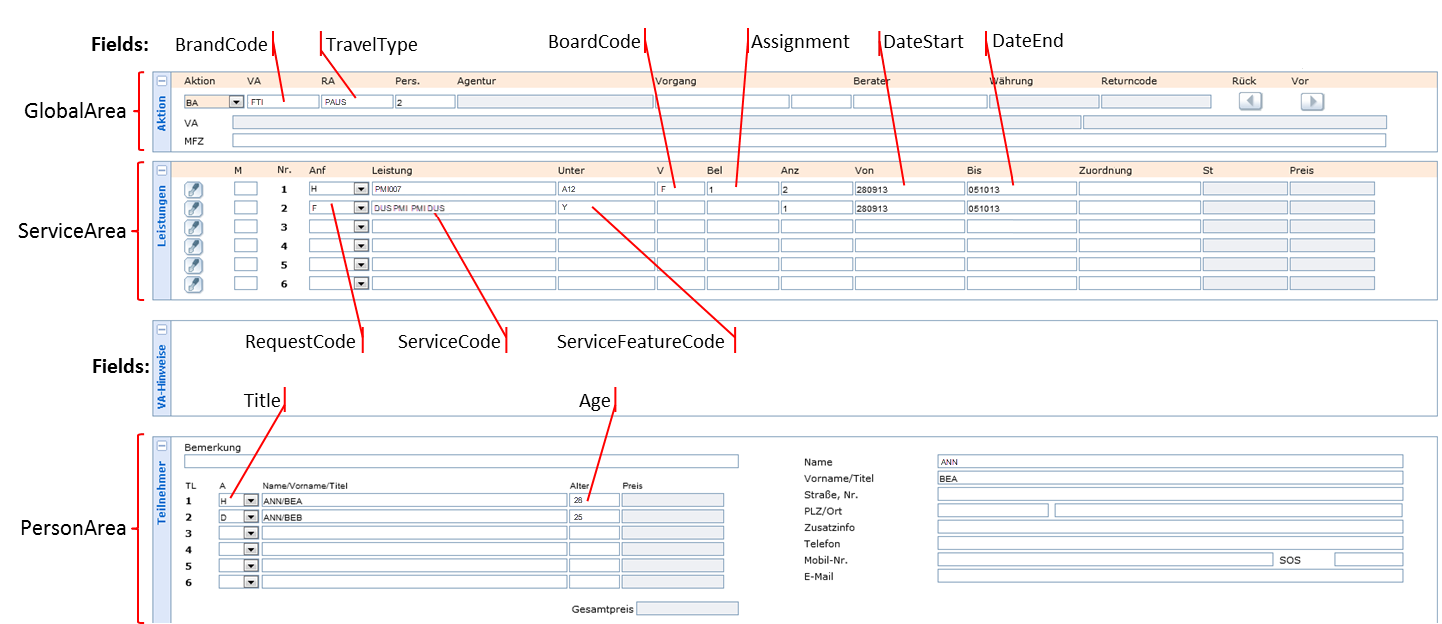 Fields: BrandCode TravelType BoardCode Assignment DateStart DateEnd
GlobalArea
Aktion
Aktion VA RA Pers. Agentur Vorgang Berater Währung Returncode Rück Vor
BA FTI PAUS 2
VA
MFZ
ServiceArea
Leistungen
M Nr. Anf Leistung Unter V Bel Anz Von Bis Zuordnung St Preis
1 H PMI007 A12 F 1 2 280913 051013
2 F DUS PMI PMI DUS Y 1 280913 051013
3
4
5
6
RequestCode ServiceCode ServiceFeatureCode
Fields:
VA-Hinweise
Title Age
PersonArea
Teilnehmer
Bemerkung
TL A Name/Vorname/Titel Alter Preis
1 H ANN/BEA 28
2 D ANN/BEB 25
3
4
5
6
Gesamtpreis
Name ANN
Vorname/Titel BEA
Straße, Nr.
PLZ/Ort
Zusatzinfo
Telefon
Mobil-Nr. SOS
E-Mail